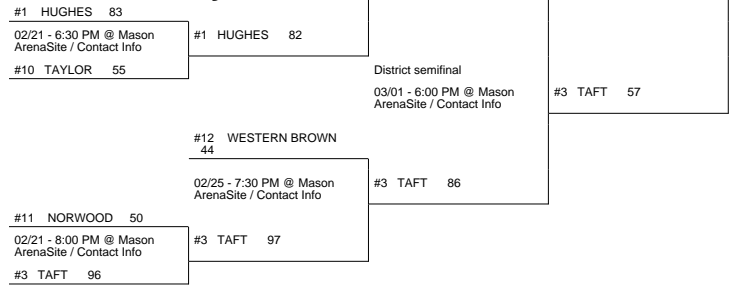 #1 HUGHES 83
02/21 - 6:30 PM @ Mason
ArenaSite / Contact Info
#1 HUGHES 82
#10 TAYLOR 55
District semifinal
03/01 - 6:00 PM @ Mason
ArenaSite / Contact Info
#3 TAFT 57
#12 WESTERN BROWN
44
02/25 - 7:30 PM @ Mason
ArenaSite / Contact Info
#3 TAFT 86
#11 NORWOOD 50
02/21 - 8:00 PM @ Mason
ArenaSite / Contact Info
#3 TAFT 97
#3 TAFT 96